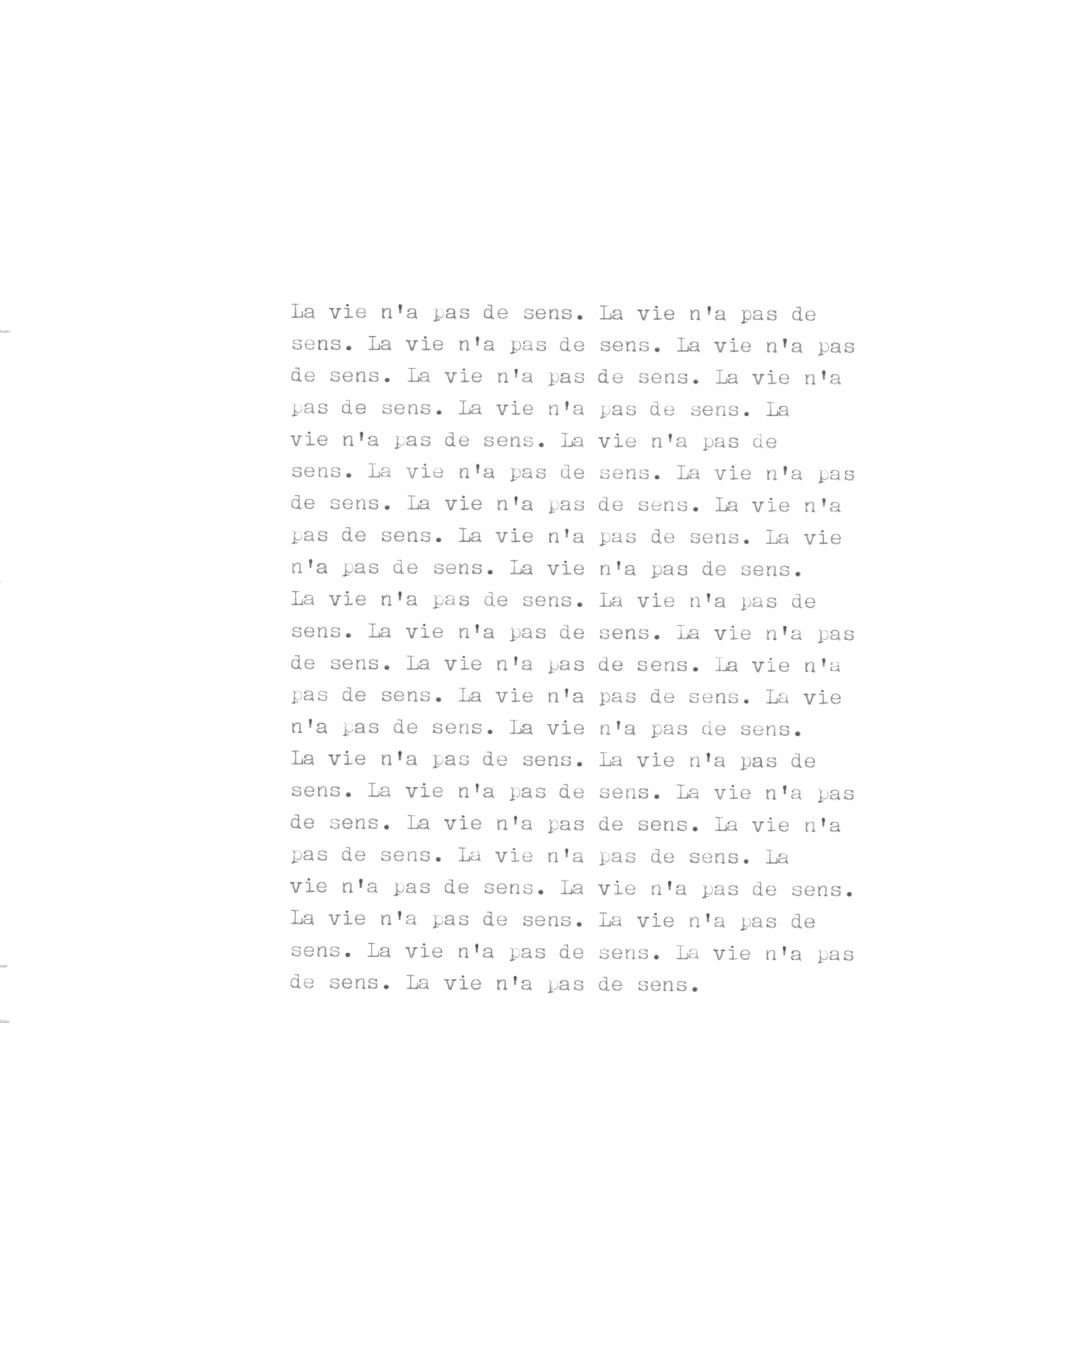 La vie n'a pas de sens. La vie n'a pas de
sens. La vie n'a pas de sens. La vie n'a pas
de sens. La vie n'a pas de sens. La vie n'a
pas de sens. La vie n'a pas de sens. La
vie n'a pas de sens. La vie n'a pas de
sens. La vie n'a pas de sens. La vie n'a pas
de sens. La vie n'a pas de sens. La vie n'a
pas de sens. La vie n'a pas de sens. La vie
n'a pas de sens. La vie n'a pas de sens.
La vie n'a pas de sens. La vie n'a pas de
sens. La vie n'a pas de sens. La vie n'a pas
de sens. La vie n'a pas de sens. La vie n'a
pas de sens. La vie n'a pas de sens. La vie
n'a pas de sens. La vie n'a pas de sens.
La vie n'a pas de sens. La vie n'a pas de
sens. La vie n'a pas de sens. La vie n'a pas
de sens. La vie n'a pas de sens. La vie n'a
pas de sens. La vie n'a pas de sens. La
vie n'a pas de sens. La vie n'a pas de sens.
La vie n'a pas de sens. La vie n'a pas de
sens. La vie n'a pas de sens. La vie n'a pas
de sens. La vie n'a pas de sens.